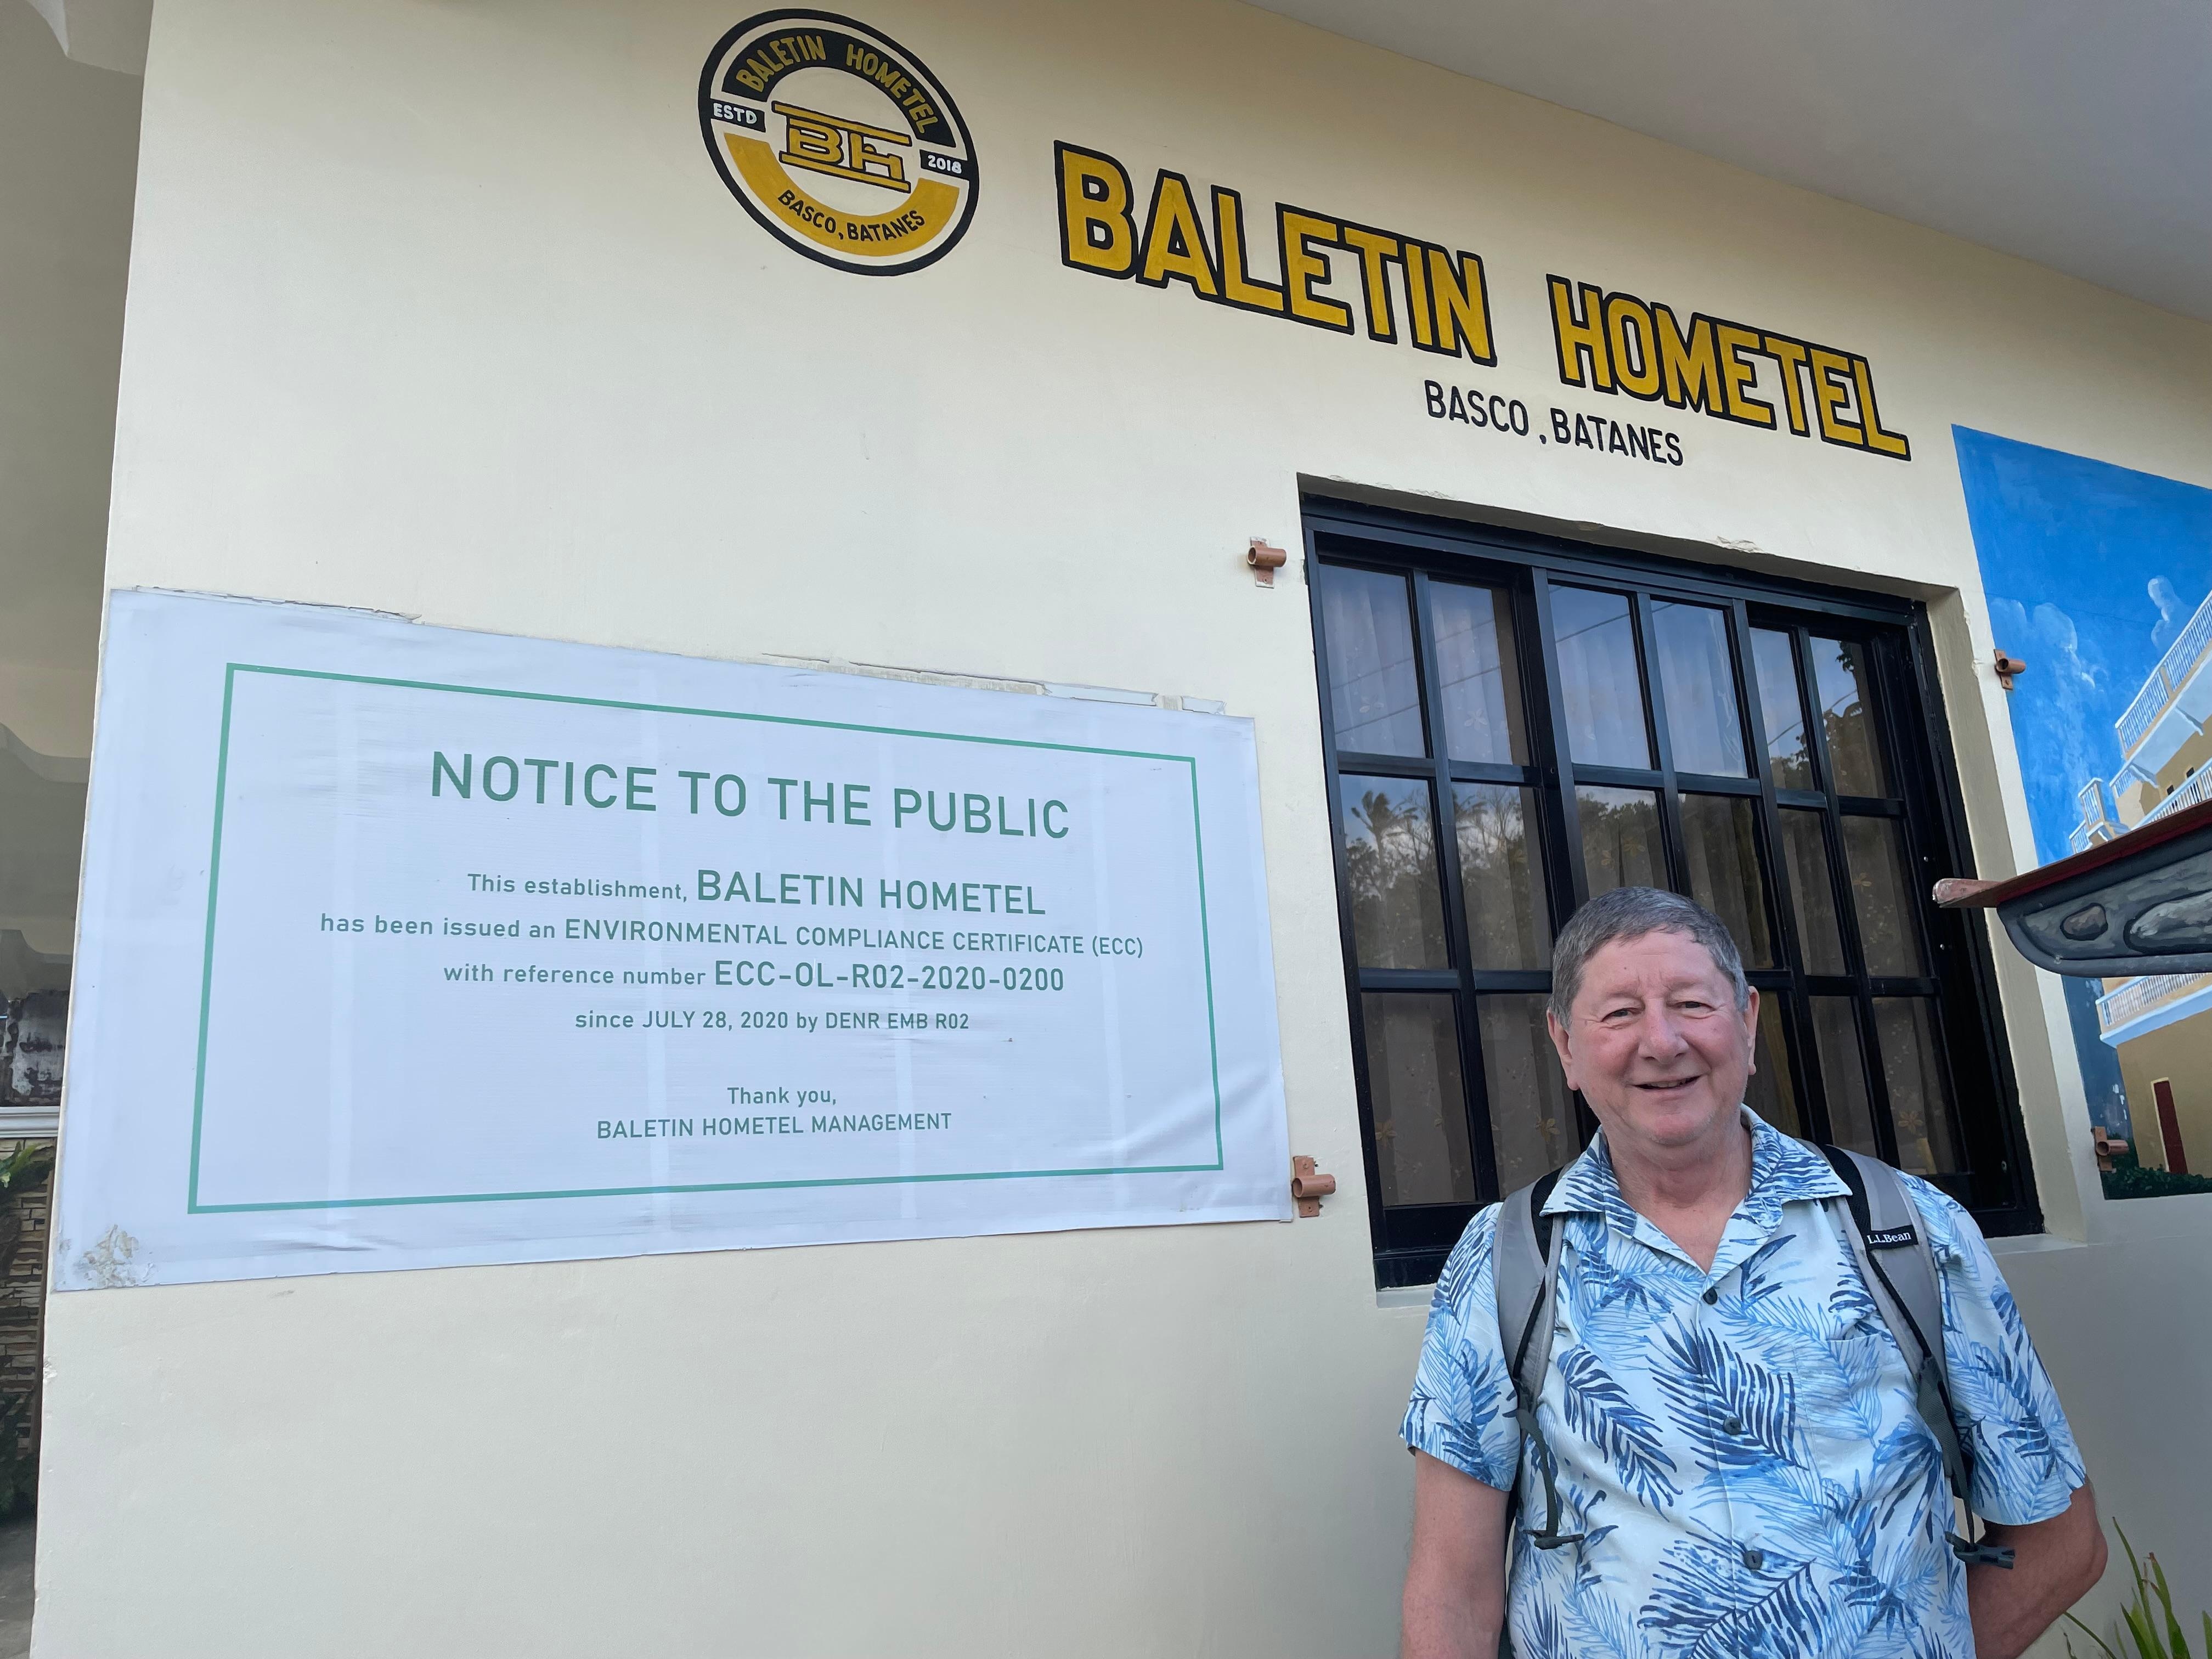 BALETIN HOMETEL
ESTD
BH
2018
BASCO, BATANES
BALETIN HOMETEL
BASCO, BATANES
NOTICE TO THE PUBLIC
This establishment, BALETIN HOMETEL
has been issued an ENVIRONMENTAL COMPLIANCE CERTIFICATE (ECC)
with reference number ECC-OL-R02-2020-0200
since JULY 28, 2020 by DENR EMB R02
Thank you,
BALETIN HOMETEL MANAGEMENT
L.L.Bean